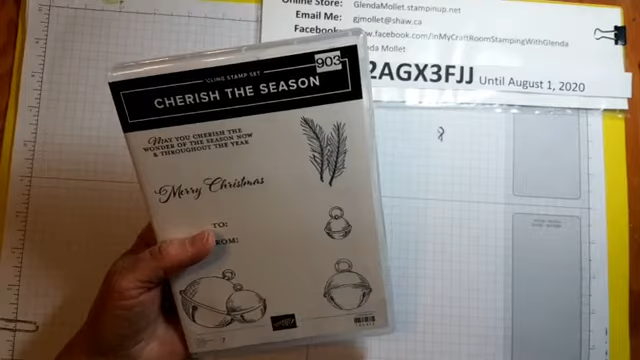 Online Store: GlendaMollet.stampinup.net
Email Me: gjmollet@shaw.ca
Facebook: www.facebook.com/InMyCraftRoomStampingWithGlenda
Mollet
2AGX3FJJ Until August 1, 2020
903
CLING STAMP SET
CHERISH THE SEASON
MAY YOU CHERISH THE
WONDER OF THE SEASON NOW
& THROUGHOUT THE YEAR
Merry Christmas
TO:
FROM: